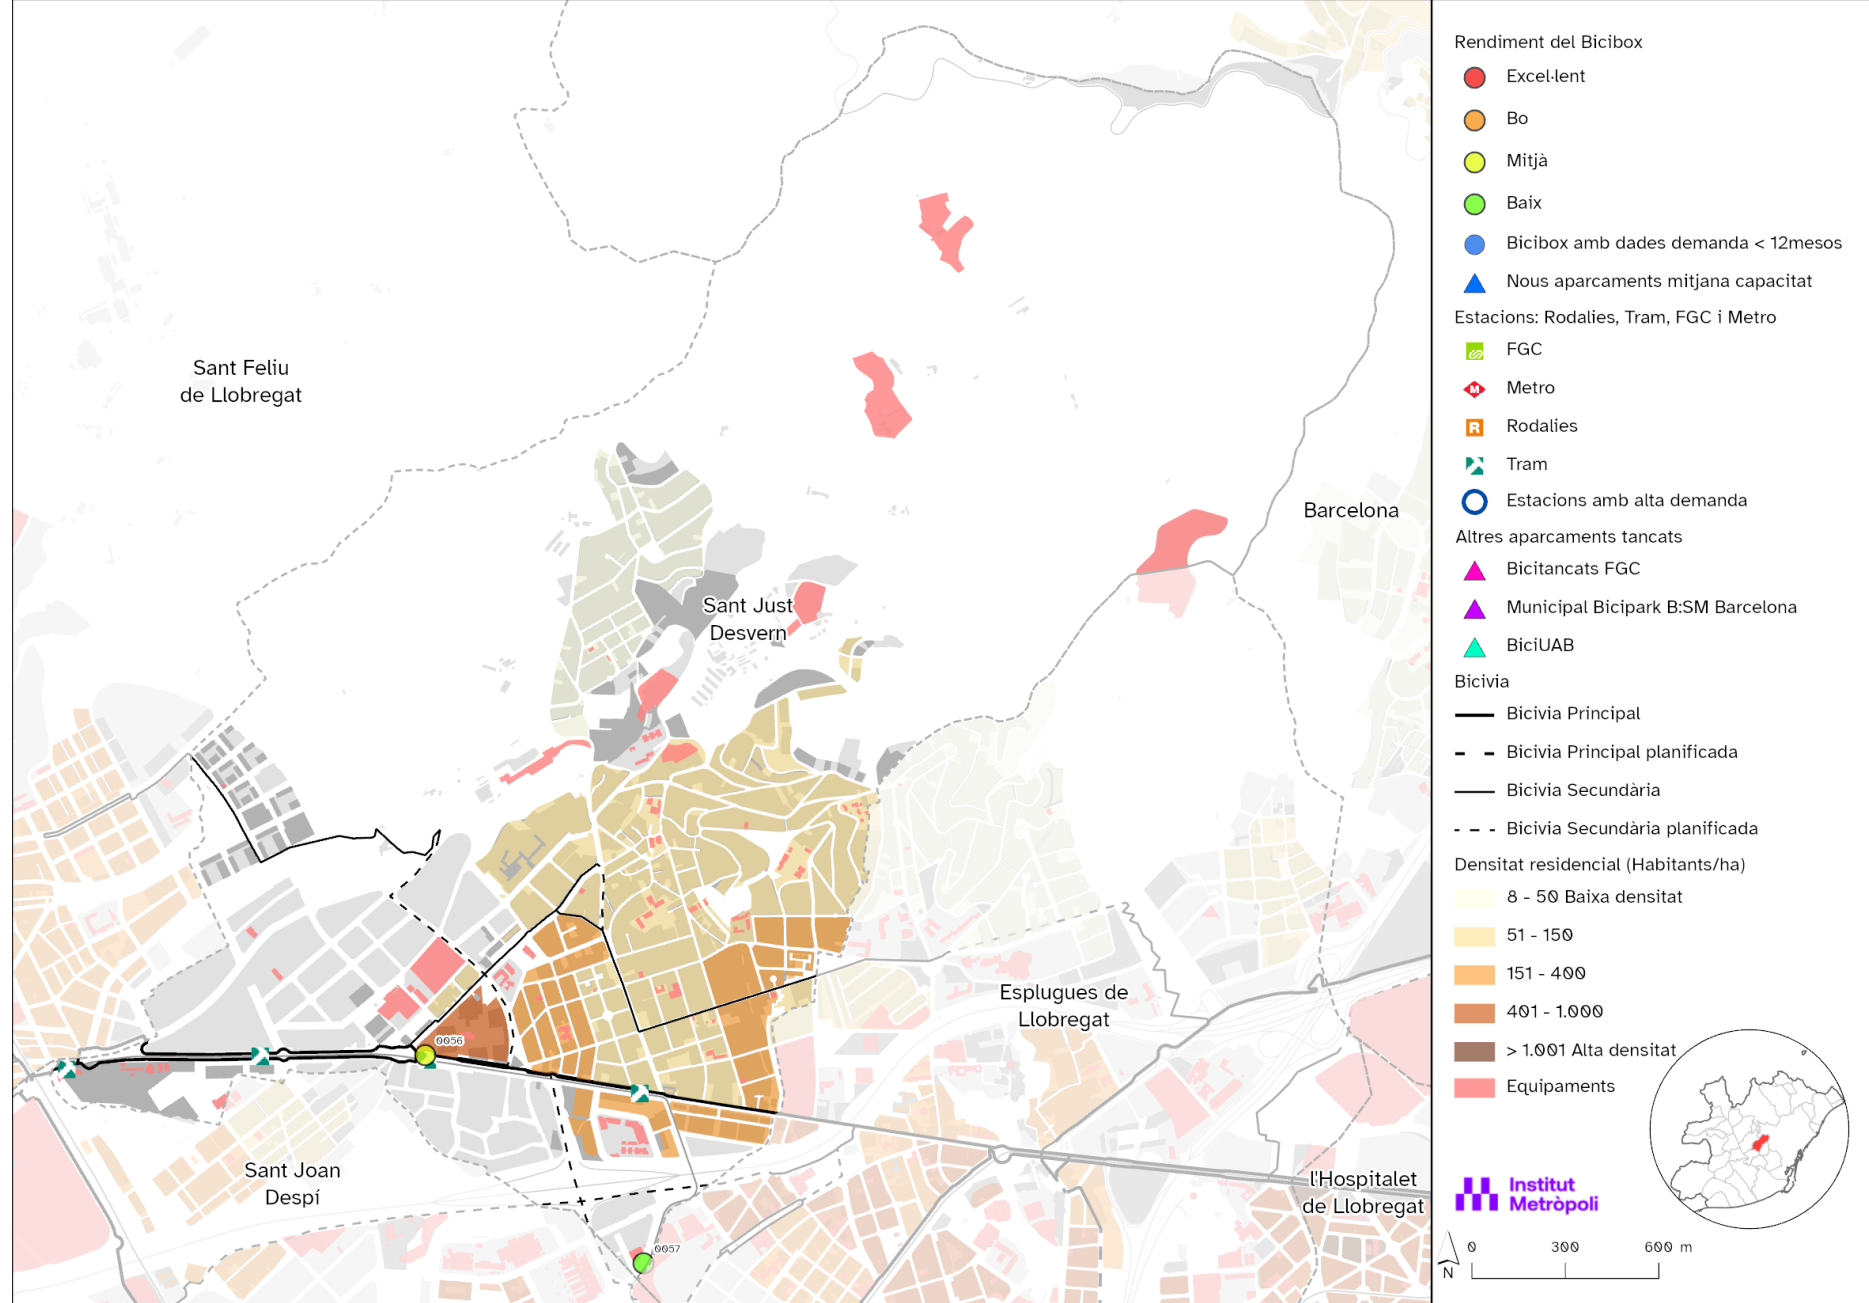 Sant Feliu
de Llobregat
Barcelona
Sant Just
Desvern
Esplugues de
Llobregat
0056
Sant Joan
Despí
l'Hospitalet
de Llobregat
0057
Rendiment del Bicibox
Excel·lent
Bo
Mitjà
Baix
Bicibox amb dades demanda < 12mesos
Nous aparcaments mitjana capacitat
Estacions: Rodalies, Tram, FGC i Metro
FGC
M Metro
R Rodalies
Tram
Estacions amb alta demanda
Altres aparcaments tancats
Bicitancats FGC
Municipal Bicipark B:SM Barcelona
BiciUAB
Bicivia
Bicivia Principal
Bicivia Principal planificada
Bicivia Secundària
Bicivia Secundària planificada
Densitat residencial (Habitants/ha)
8 - 50 Baixa densitat
51 - 150
151 - 400
401 - 1.000
> 1.001 Alta densitat
Equipaments
Institut
Metròpoli
N
0 300 600 m